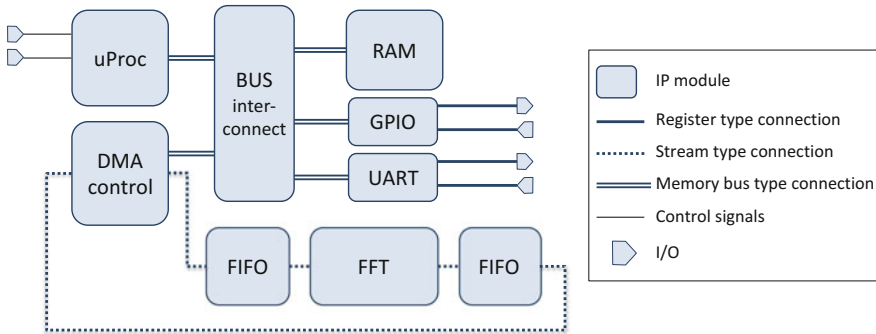 uProc
BUS
inter-
connect
RAM
GPIO
UART
DMA
control
FIFO
FFT
FIFO
IP module
Register type connection
Stream type connection
Memory bus type connection
Control signals
I/O